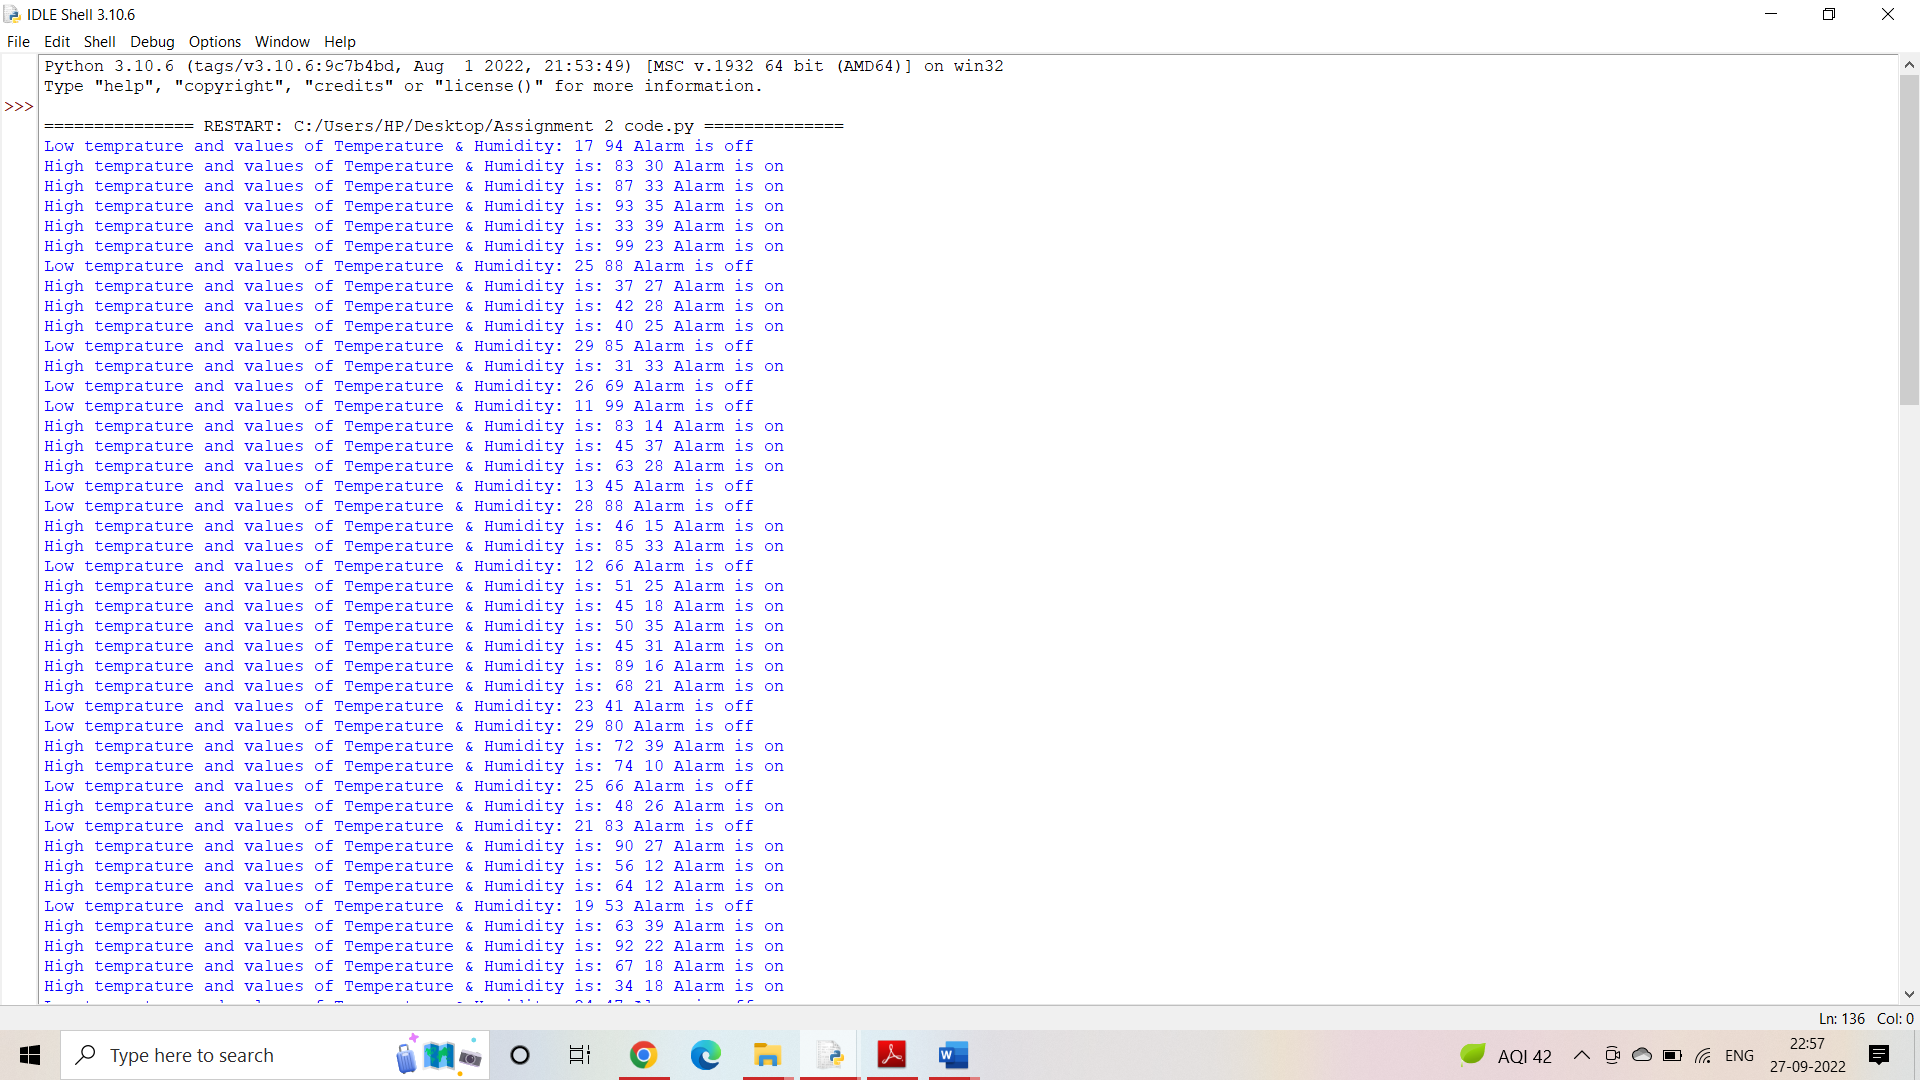 IDLE Shell 3.10.6
File Edit Shell Debug Options Window Help
Python 3.10.6 (tags/v3.10.6:9c7b4bd, Aug  1 2022, 21:53:49) [MSC v.1932 64 bit (AMD64)] on win32
Type "help", "copyright", "credits" or "license()" for more information.
>>>
=============== RESTART: C:/Users/HP/Desktop/Assignment 2 code.py ==============
Low temprature and values of Temperature & Humidity: 17 94 Alarm is off
High temprature and values of Temperature & Humidity is: 83 30 Alarm is on
High temprature and values of Temperature & Humidity is: 87 33 Alarm is on
High temprature and values of Temperature & Humidity is: 93 35 Alarm is on
High temprature and values of Temperature & Humidity is: 33 39 Alarm is on
High temprature and values of Temperature & Humidity is: 99 23 Alarm is on
Low temprature and values of Temperature & Humidity: 25 88 Alarm is off
High temprature and values of Temperature & Humidity is: 37 27 Alarm is on
High temprature and values of Temperature & Humidity is: 42 28 Alarm is on
High temprature and values of Temperature & Humidity is: 40 25 Alarm is on
Low temprature and values of Temperature & Humidity: 29 85 Alarm is off
High temprature and values of Temperature & Humidity is: 31 33 Alarm is on
Low temprature and values of Temperature & Humidity: 26 69 Alarm is off
Low temprature and values of Temperature & Humidity: 11 99 Alarm is off
High temprature and values of Temperature & Humidity is: 83 14 Alarm is on
High temprature and values of Temperature & Humidity is: 45 37 Alarm is on
High temprature and values of Temperature & Humidity is: 63 28 Alarm is on
Low temprature and values of Temperature & Humidity: 13 45 Alarm is off
Low temprature and values of Temperature & Humidity: 28 88 Alarm is off
High temprature and values of Temperature & Humidity is: 46 15 Alarm is on
High temprature and values of Temperature & Humidity is: 85 33 Alarm is on
Low temprature and values of Temperature & Humidity: 12 66 Alarm is off
High temprature and values of Temperature & Humidity is: 51 25 Alarm is on
High temprature and values of Temperature & Humidity is: 45 18 Alarm is on
High temprature and values of Temperature & Humidity is: 50 35 Alarm is on
High temprature and values of Temperature & Humidity is: 45 31 Alarm is on
High temprature and values of Temperature & Humidity is: 89 16 Alarm is on
High temprature and values of Temperature & Humidity is: 68 21 Alarm is on
Low temprature and values of Temperature & Humidity: 23 41 Alarm is off
Low temprature and values of Temperature & Humidity: 29 80 Alarm is off
High temprature and values of Temperature & Humidity is: 72 39 Alarm is on
High temprature and values of Temperature & Humidity is: 74 10 Alarm is on
Low temprature and values of Temperature & Humidity: 25 66 Alarm is off
High temprature and values of Temperature & Humidity is: 48 26 Alarm is on
Low temprature and values of Temperature & Humidity: 21 83 Alarm is off
High temprature and values of Temperature & Humidity is: 90 27 Alarm is on
High temprature and values of Temperature & Humidity is: 56 12 Alarm is on
High temprature and values of Temperature & Humidity is: 64 12 Alarm is on
Low temprature and values of Temperature & Humidity: 19 53 Alarm is off
High temprature and values of Temperature & Humidity is: 63 39 Alarm is on
High temprature and values of Temperature & Humidity is: 92 22 Alarm is on
High temprature and values of Temperature & Humidity is: 67 18 Alarm is on
High temprature and values of Temperature & Humidity is: 34 18 Alarm is on
Ln: 136 Col: 0
Type here to search
AQI 42
ENG
22:57
27-09-2022